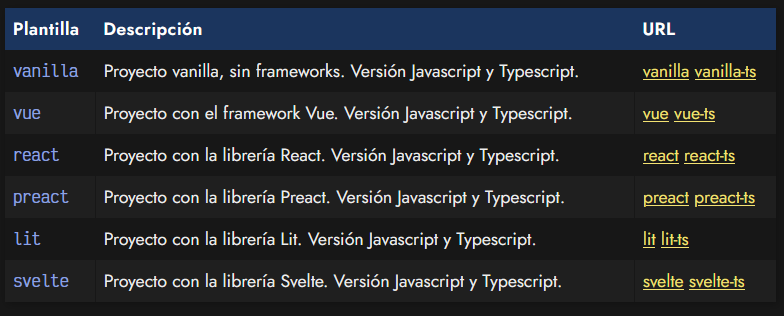 Plantilla Descripción URL
vanilla Proyecto vanilla, sin frameworks. Versión Javascript y Typescript. vanilla vanilla-ts
vue Proyecto con el framework Vue. Versión Javascript y Typescript. vue vue-ts
react Proyecto con la librería React. Versión Javascript y Typescript. react react-ts
preact Proyecto con la librería Preact. Versión Javascript y Typescript. preact preact-ts
lit Proyecto con la librería Lit. Versión Javascript y Typescript. lit lit-ts
svelte Proyecto con la librería Svelte. Versión Javascript y Typescript. svelte svelte-ts